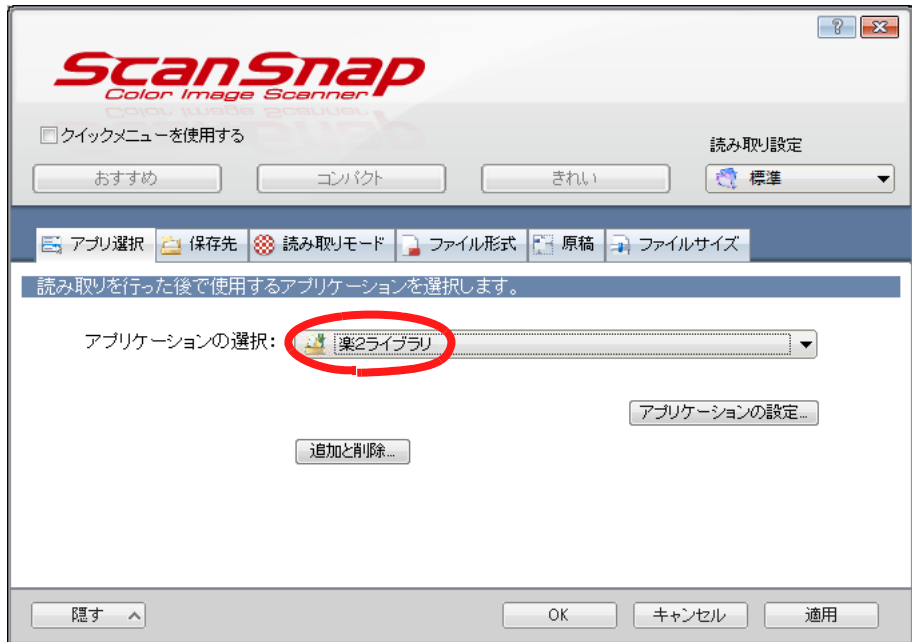 ScanSnap
Color Image Scanner
クイックメニューを使用する
読み取り設定
おすすめ
コンパクト
きれい
標準
アプリ選択
保存先
読み取りモード
ファイル形式
原稿
ファイルサイズ
読み取りを行った後で使用するアプリケーションを選択します。
アプリケーションの選択:
楽2ライブラリ
アプリケーションの設定...
追加と削除...
隠す
OK
キャンセル
適用